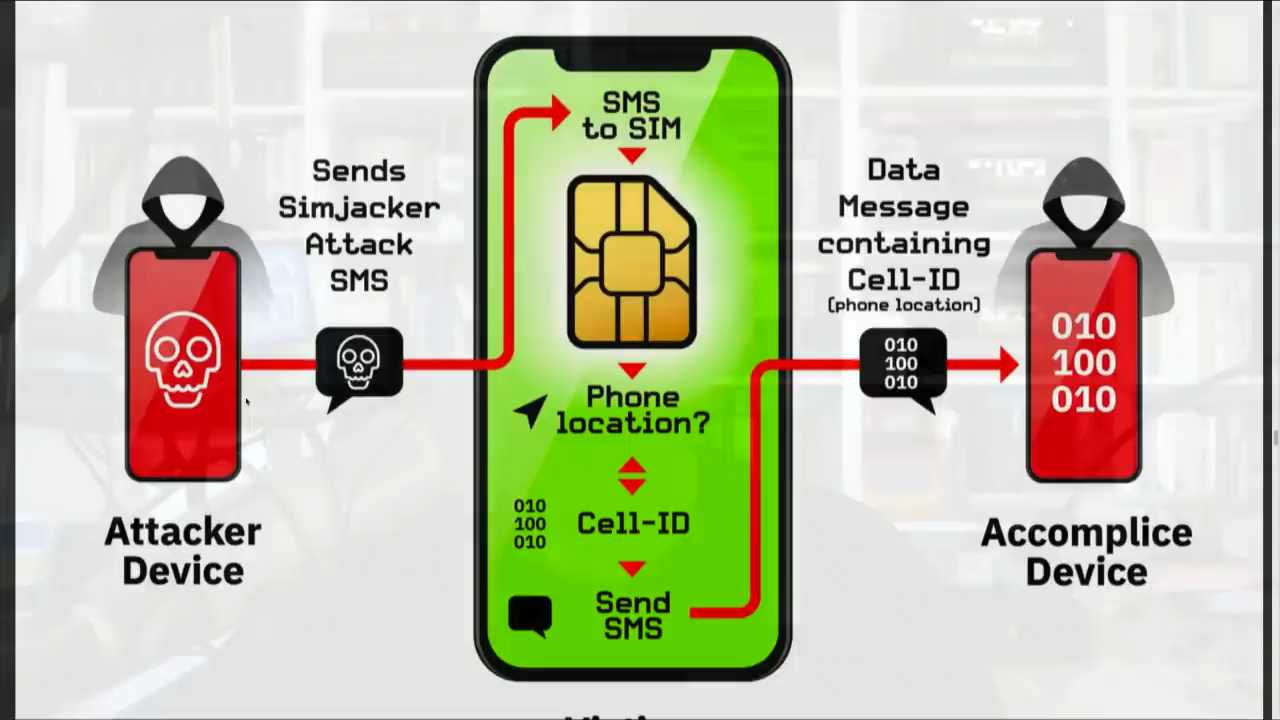 Sends
Simjacker
Attack
SMS
Attacker
Device
SMS
to SIM
Phone
location?
010
100
010
Cell-ID
Send
SMS
Data
Message
containing
Cell-ID
(phone location)
010
100
010
010
100
010
Accomplice
Device